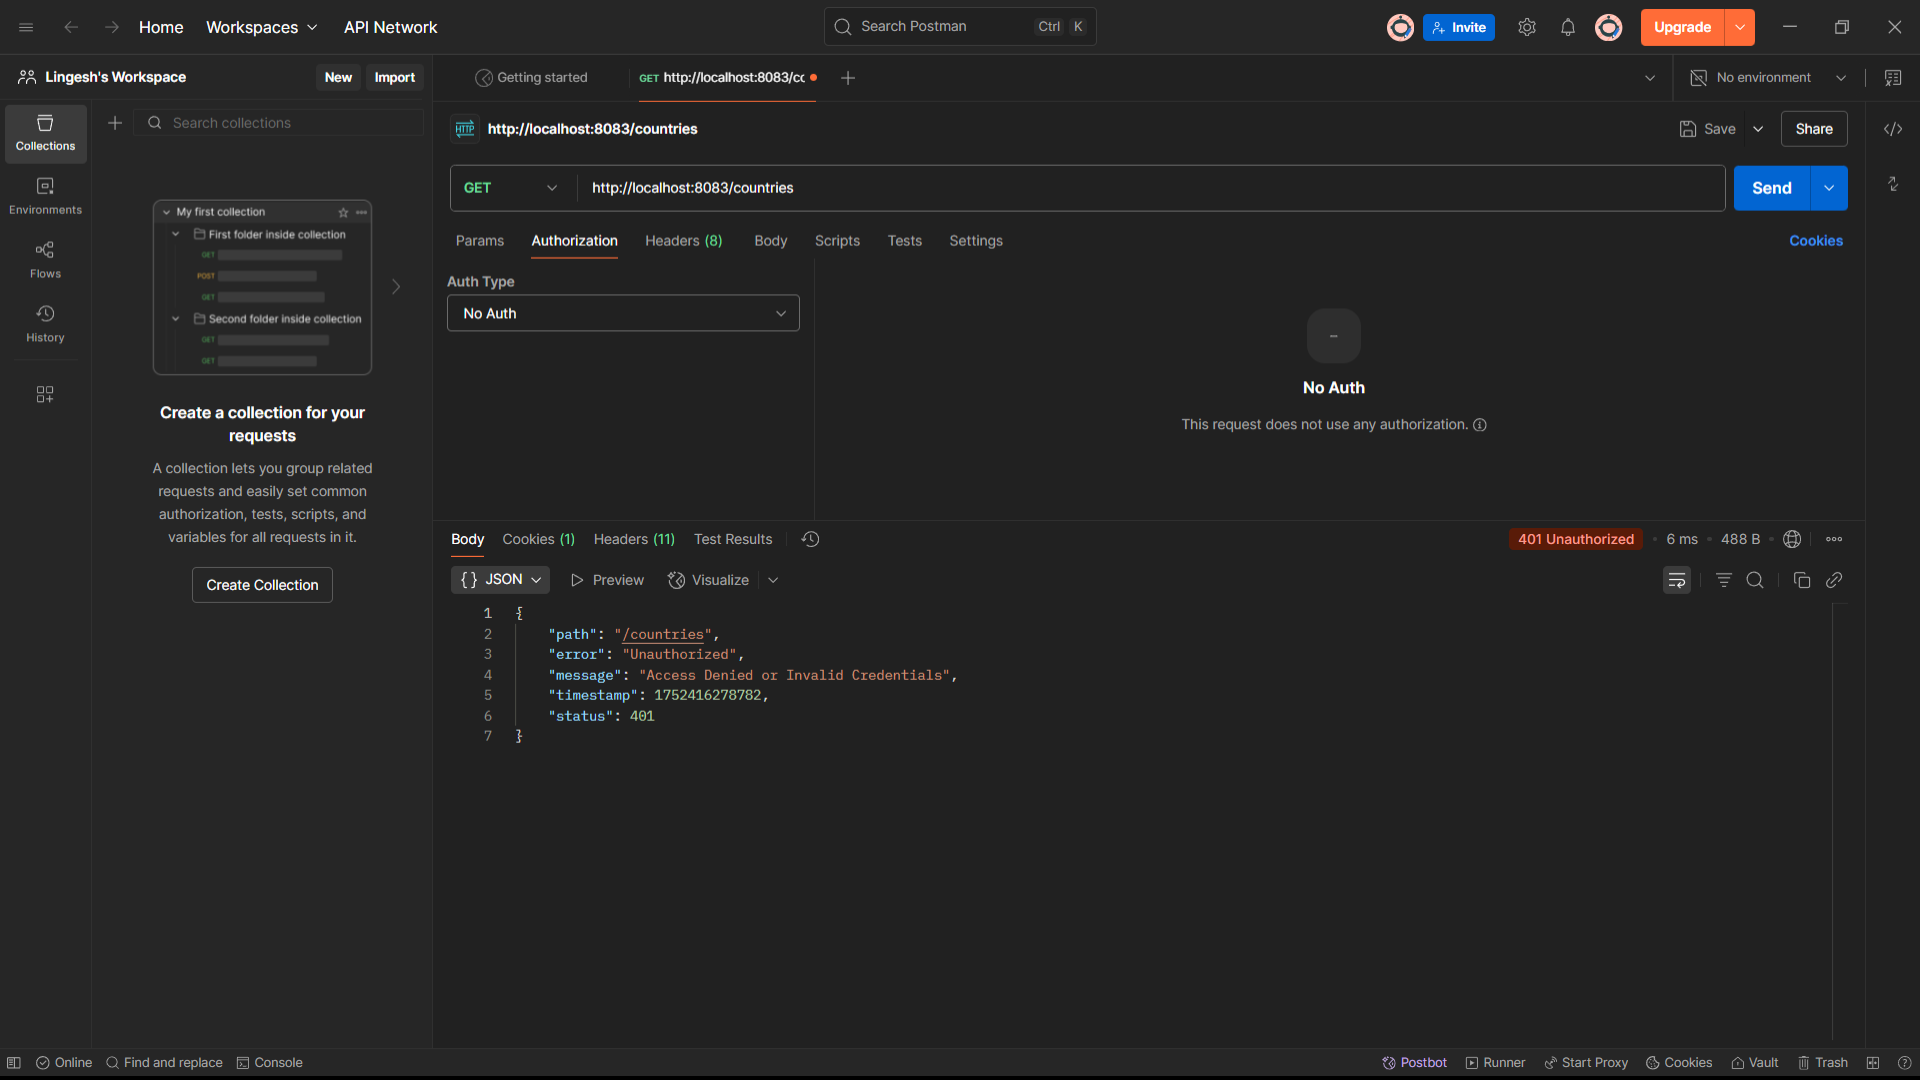 Home
Workspaces
API Network
Search Postman
Ctrl K
Invite
Upgrade
Lingesh's Workspace
New
Import
Getting started
GET http://localhost:8083/cc
No environment
Collections
Environments
Flows
History
Search collections
My first collection
First folder inside collection
GET
POST
GET
Second folder inside collection
GET
GET
Create a collection for your
requests
A collection lets you group related
requests and easily set common
authorization, tests, scripts, and
variables for all requests in it.
Create Collection
HTTP http://localhost:8083/countries
Save
Share
GET
http://localhost:8083/countries
Send
Params
Authorization
Headers (8)
Body
Scripts
Tests
Settings
Cookies
Auth Type
No Auth
No Auth
This request does not use any authorization.
Body
Cookies (1)
Headers (11)
Test Results
401 Unauthorized
6 ms
488 B
{} JSON
Preview
Visualize
1 {
2 "path": "/countries",
3 "error": "Unauthorized",
4 "message": "Access Denied or Invalid Credentials",
5 "timestamp": 1752416278782,
6 "status": 401
7 }
Online
Find and replace
Console
Postbot
Runner
Start Proxy
Cookies
Vault
Trash